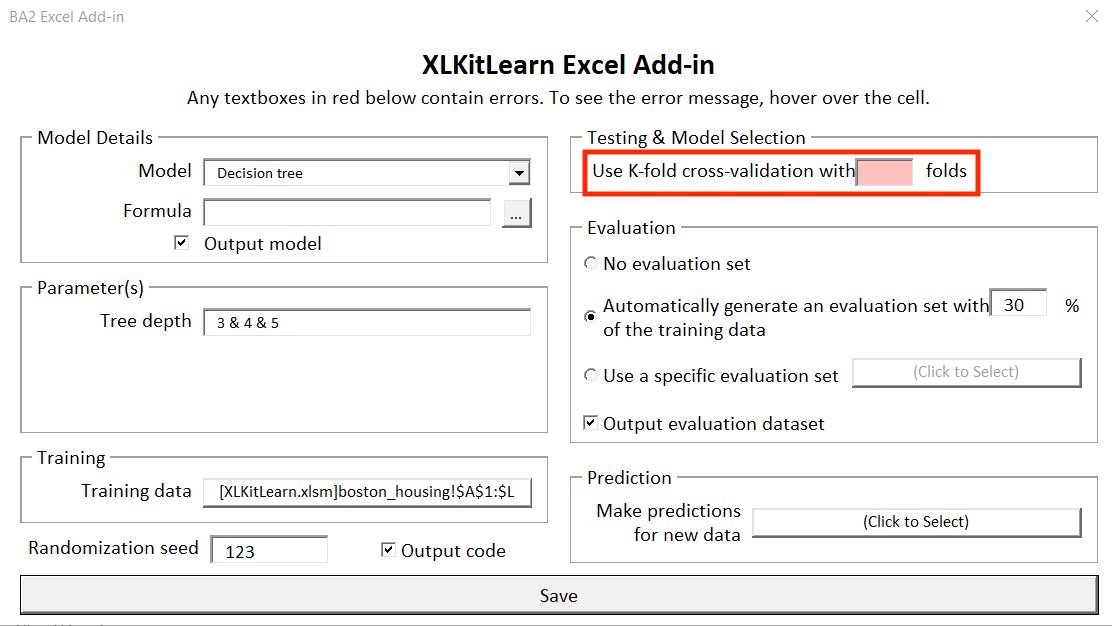 BA2 Excel Add-in
XLKitLearn Excel Add-in
Any textboxes in red below contain errors. To see the error message, hover over the cell.
Model Details
Model Decision tree
Formula ...
Output model
Parameter(s)
Tree depth 3 & 4 & 5
Training
Training data [XLKitLearn.xlsm]boston_housing!$A$1:$L
Randomization seed 123 Output code
Testing & Model Selection
Use K-fold cross-validation with folds
Evaluation
No evaluation set
Automatically generate an evaluation set with 30 %
of the training data
Use a specific evaluation set (Click to Select)
Output evaluation dataset
Prediction
Make predictions
for new data (Click to Select)
Save